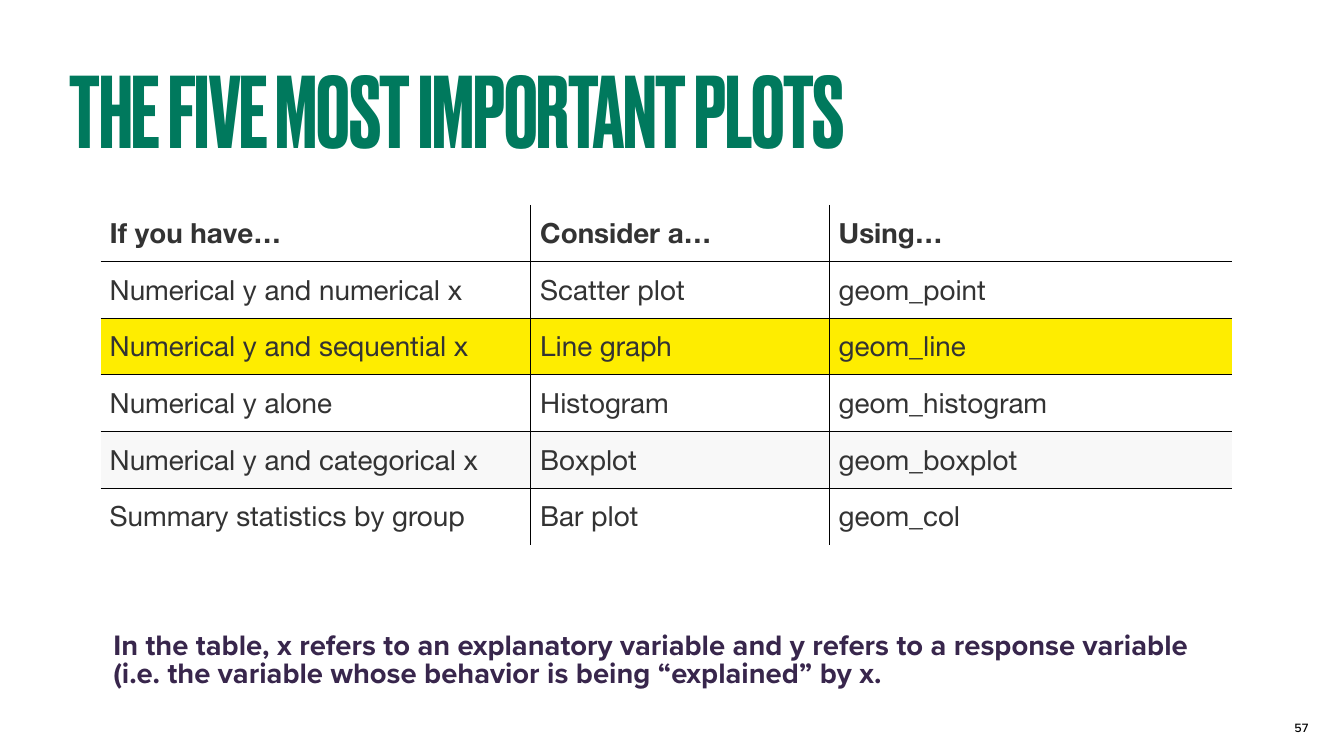 THE FIVE MOST IMPORTANT PLOTS
If you have… Consider a… Using…
Numerical y and numerical x Scatter plot geom_point
Numerical y and sequential x Line graph geom_line
Numerical y alone Histogram geom_histogram
Numerical y and categorical x Boxplot geom_boxplot
Summary statistics by group Bar plot geom_col
In the table, x refers to an explanatory variable and y refers to a response variable
(i.e. the variable whose behavior is being “explained” by x.
57